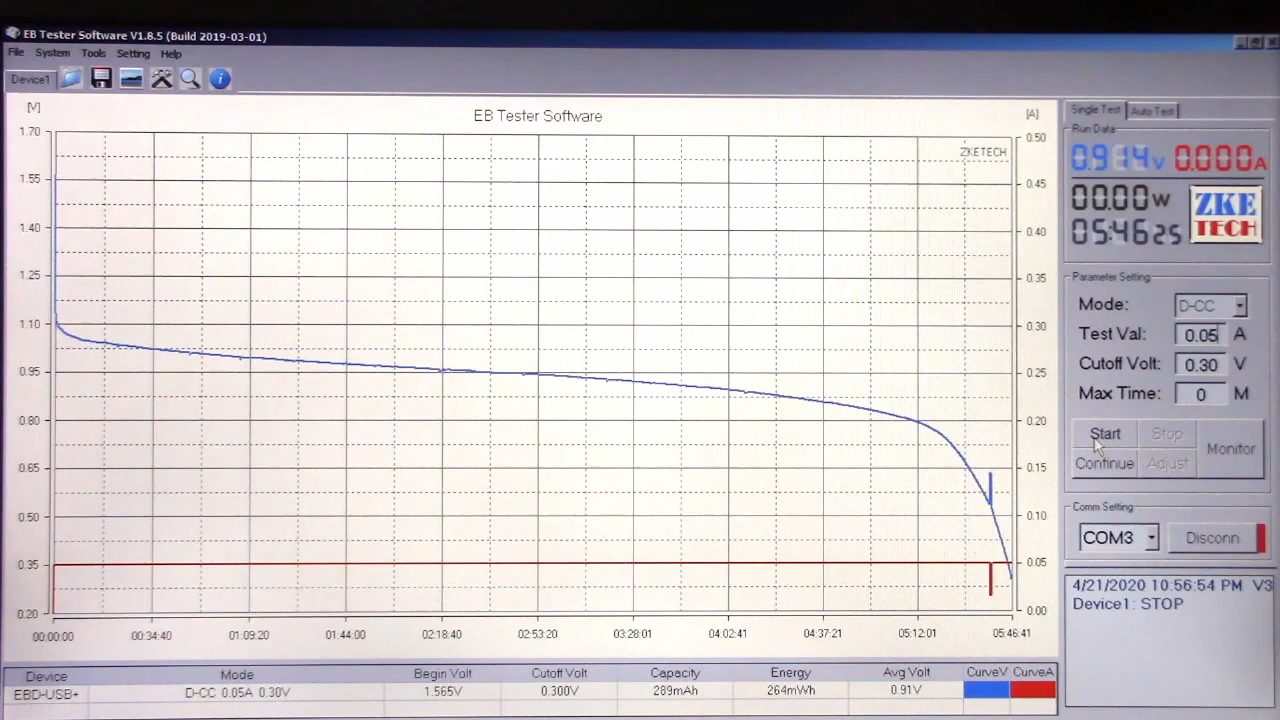 EB Tester Software V1.8.5 (Build 2019-03-01)
File System Tools Setting Help
Device1
[V]
EB Tester Software
[A]
ZKETECH
1.70
1.55
1.40
1.25
1.10
0.95
0.80
0.65
0.50
0.35
0.20
0.50
0.45
0.40
0.35
0.30
0.25
0.20
0.15
0.10
0.05
0.00
00:00:00 00:34:40 01:09:20 01:44:00 02:18:40 02:53:20 03:28:01 04:02:41 04:37:21 05:12:01 05:46:41
Single Test Auto Test
Run Data
0.914V 0.000A
00.00W
05:4625
ZKE
TECH
Parameter Setting
Mode: D-CC
Test Val: 0.05 A
Cutoff Volt: 0.30 V
Max Time: 0 M
Start Stop Monitor
Continue Adjust
Comm Setting
COM3 Disconn
4/21/2020 10:56:54 PM V3
Device1: STOP
Device Mode Begin Volt Cutoff Volt Capacity Energy Avg Volt CurveV CurveA
EBD-USB+ D-CC 0.05A 0.30V 1.565V 0.300V 289mAh 264mWh 0.91V